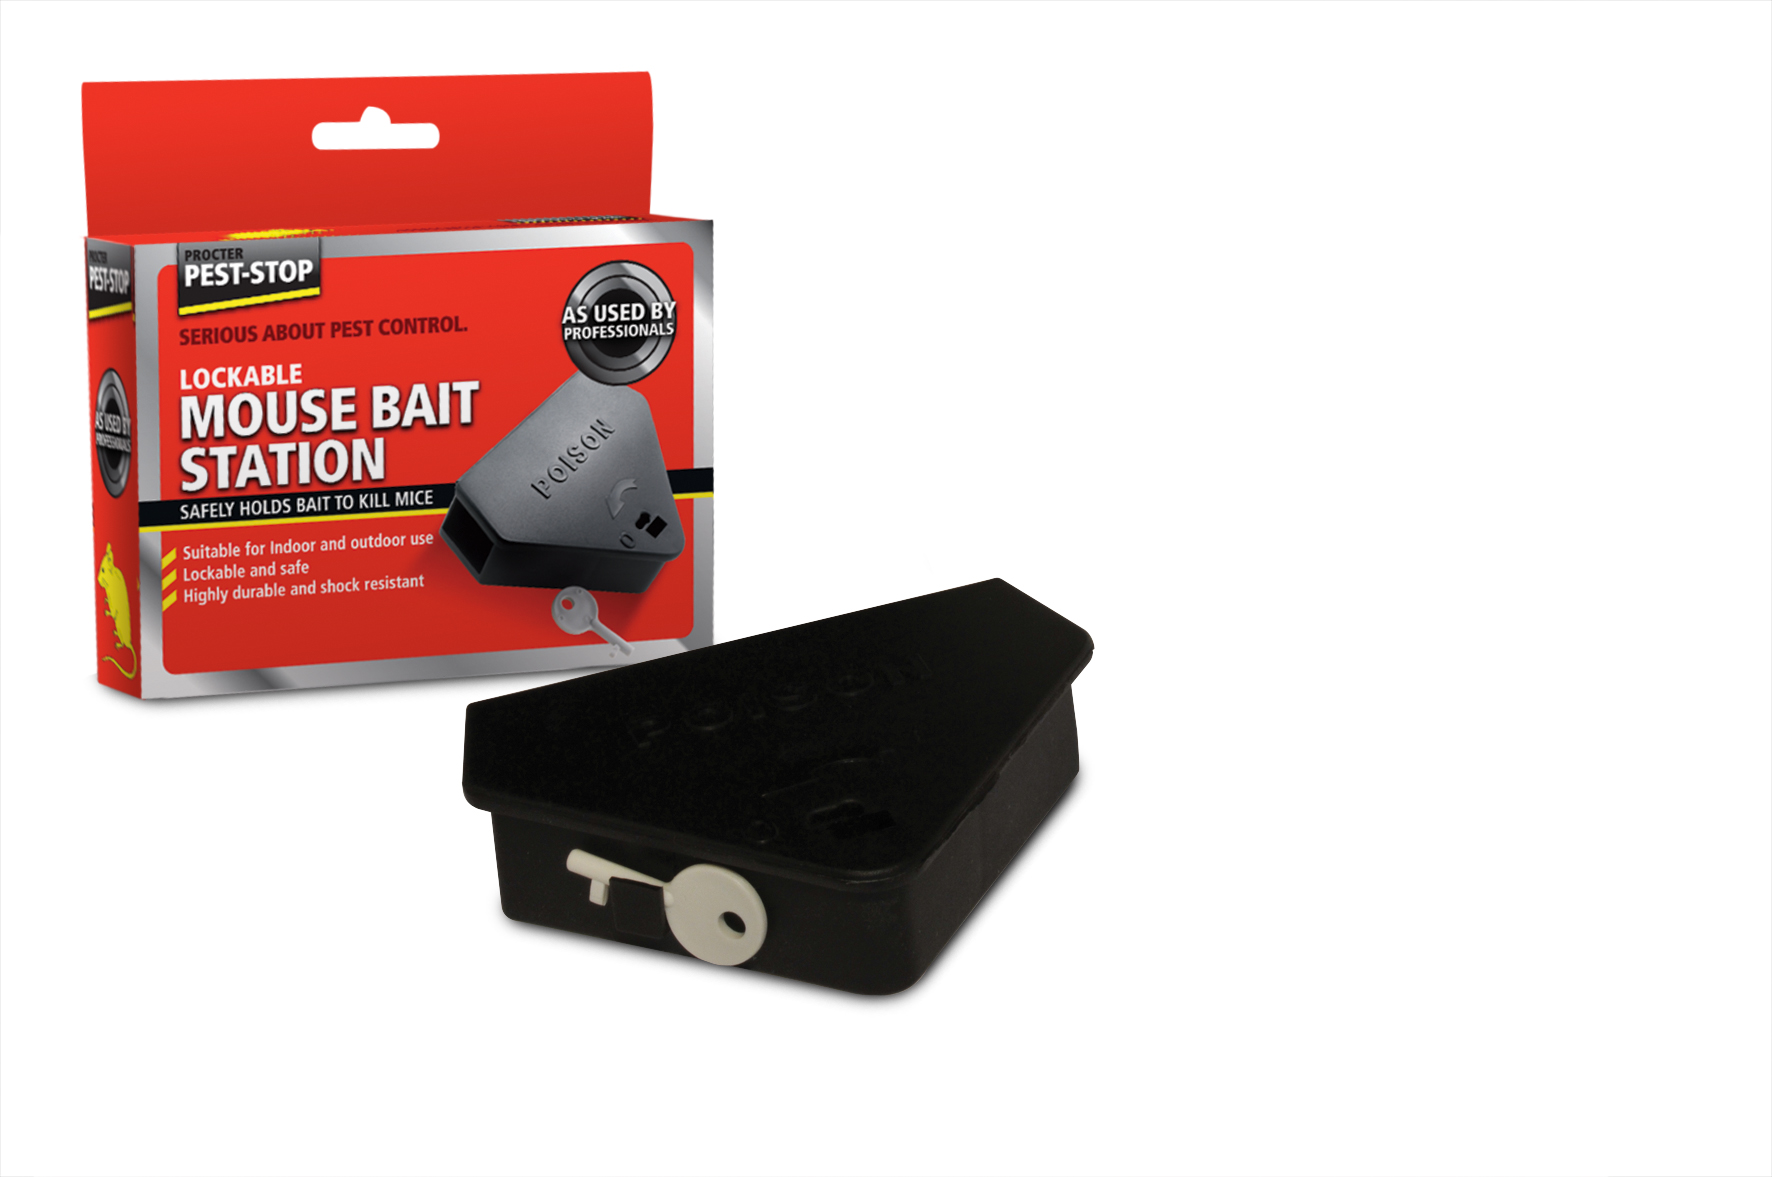 PROCTER
PEST-STOP
SERIOUS ABOUT PEST CONTROL.
AS USED BY
PROFESSIONALS
LOCKABLE
MOUSE BAIT
STATION
SAFELY HOLDS BAIT TO KILL MICE
Suitable for Indoor and outdoor use
Lockable and safe
Highly durable and shock resistant
POISON
PROCTER
PEST-STOP
AS USED BY
PROFESSIONALS
POISON